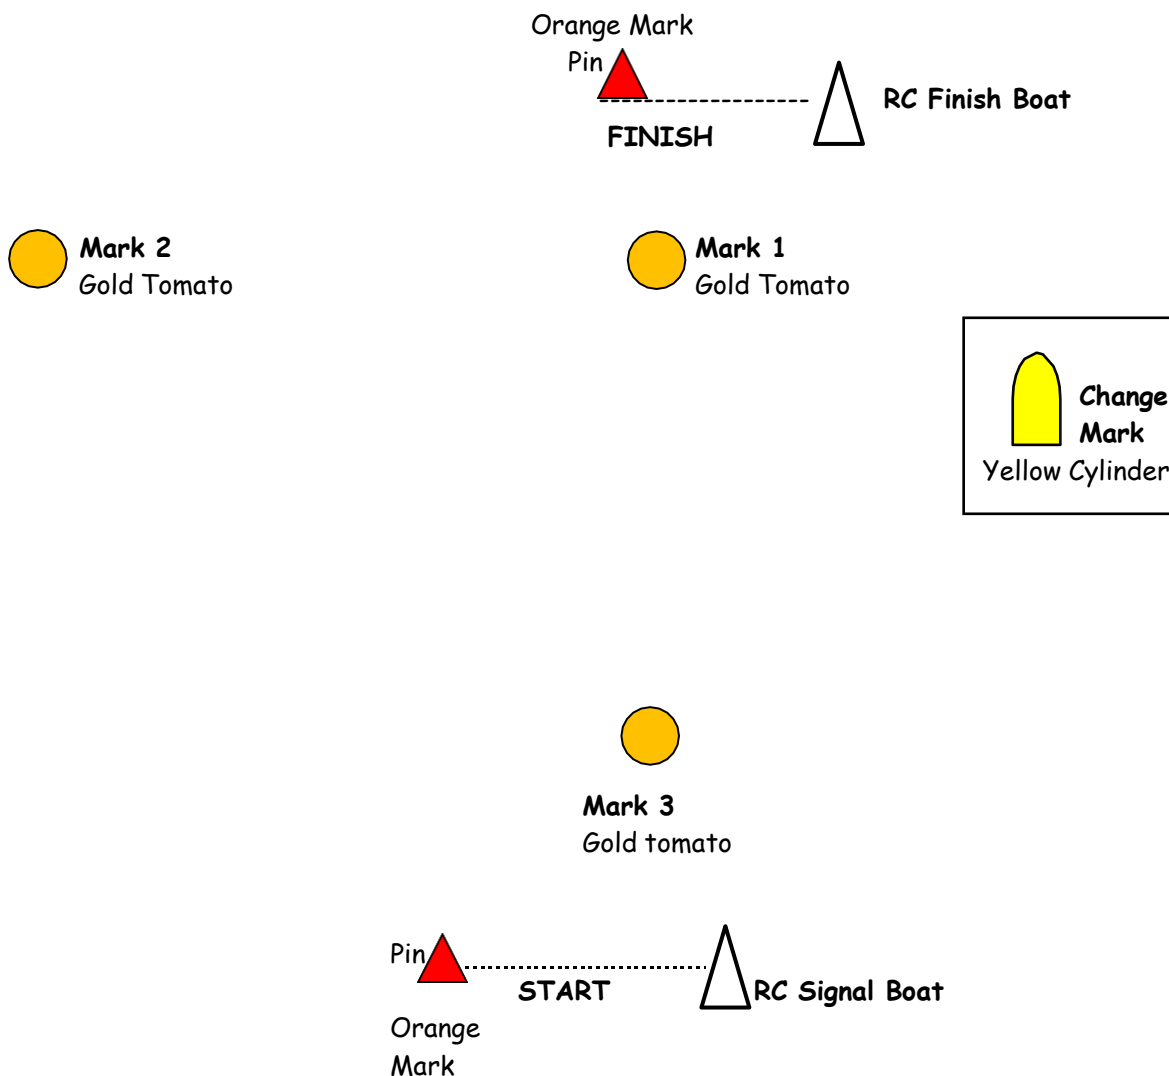 Orange Mark
Pin
RC Finish Boat
FINISH
Mark 2
Gold Tomato
Mark 1
Gold Tomato
Change
Mark
Yellow Cylinder
Mark 3
Gold tomato
Pin
START
RC Signal Boat
Orange
Mark